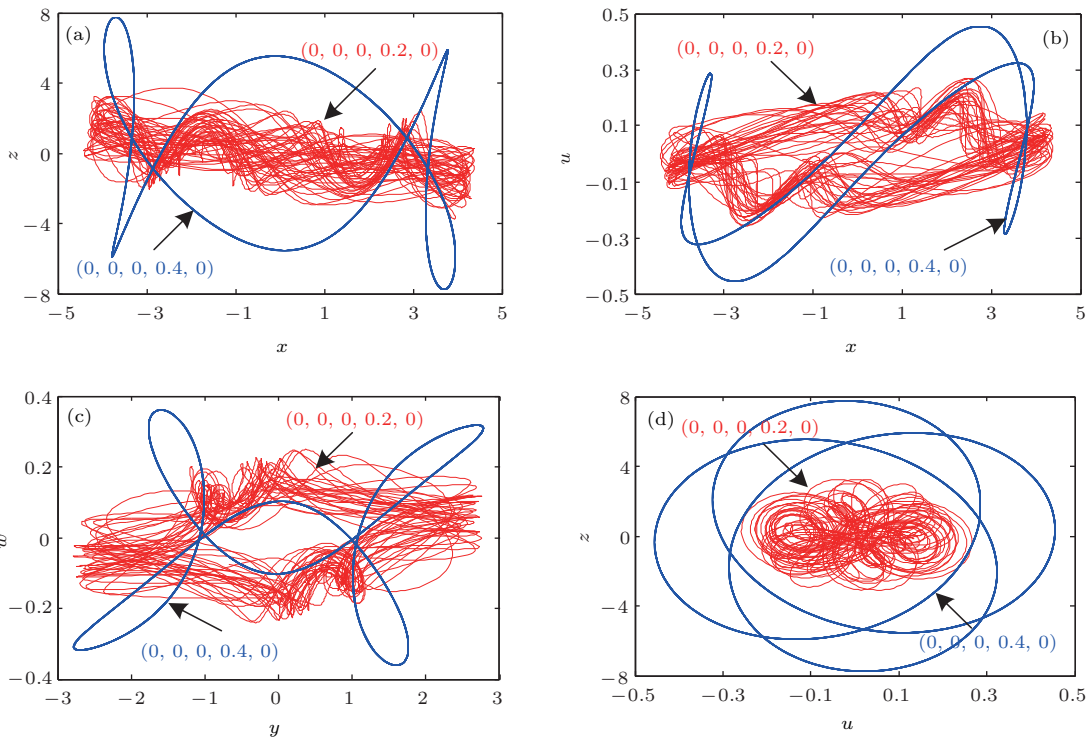 (a)
(0, 0, 0, 0.2, 0)
(0, 0, 0, 0.4, 0)
8
4
0
−4
−8
z
−5 −3 −1 1 3 5
x
(b)
(0, 0, 0, 0.2, 0)
(0, 0, 0, 0.4, 0)
0.5
0.3
0.1
−0.1
−0.3
−0.5
u
−5 −3 −1 1 3 5
x
(c)
(0, 0, 0, 0.2, 0)
(0, 0, 0, 0.4, 0)
0.4
0.2
0
−0.2
−0.4
−3 −2 −1 0 1 2 3
y
(d)
(0, 0, 0, 0.2, 0)
(0, 0, 0, 0.4, 0)
8
4
0
−4
−8
z
−0.5 −0.3 −0.1 0.1 0.3 0.5
u